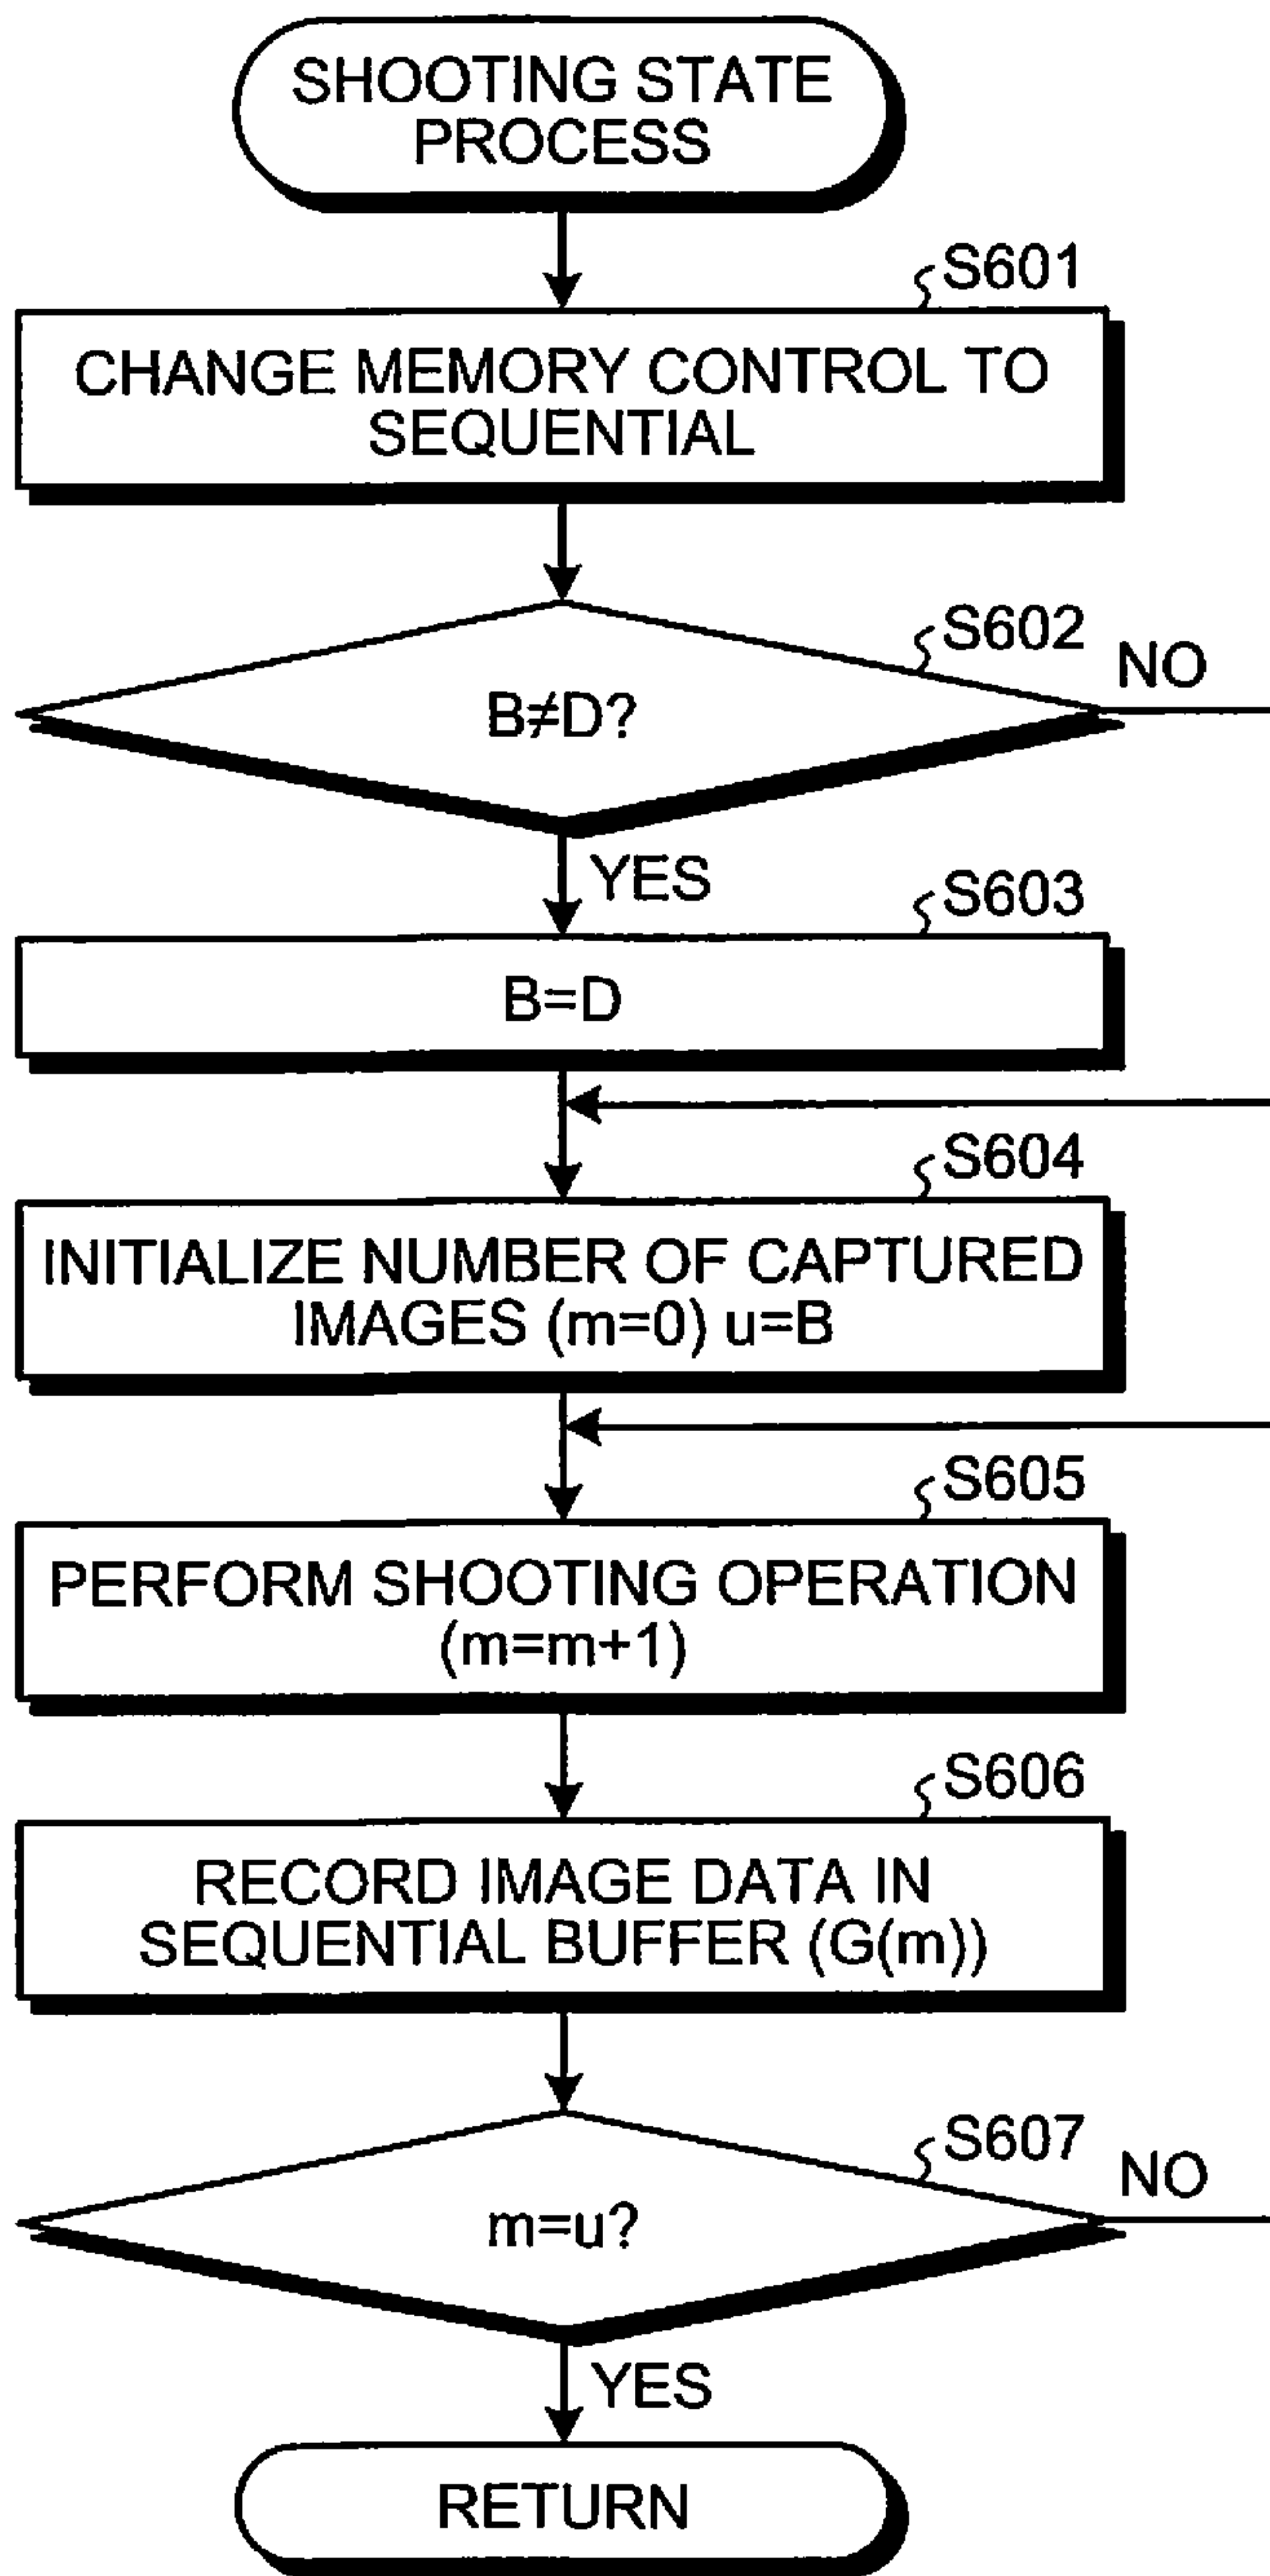 SHOOTING STATE
PROCESS
S601
CHANGE MEMORY CONTROL TO
SEQUENTIAL
S602
NO
B≠D?
YES
S603
B=D
S604
INITIALIZE NUMBER OF CAPTURED
IMAGES (m=0) u=B
S605
PERFORM SHOOTING OPERATION
(m=m+1)
S606
RECORD IMAGE DATA IN
SEQUENTIAL BUFFER (G(m))
S607
NO
m=u?
YES
RETURN